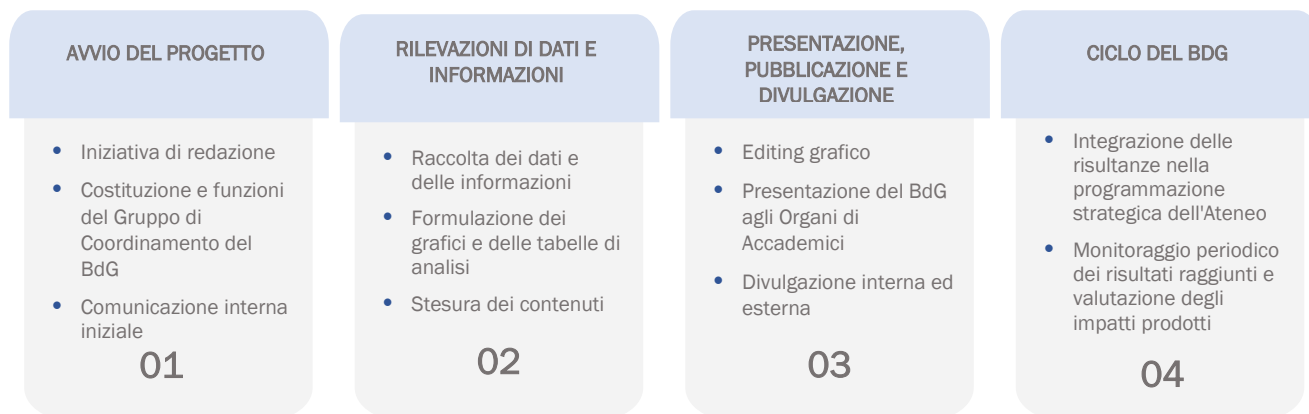 AVVIO DEL PROGETTO
• Iniziativa di redazione
• Costituzione e funzioni
del Gruppo di
Coordinamento del
BdG
• Comunicazione interna
iniziale
01
RILEVAZIONI DI DATI E
INFORMAZIONI
• Raccolta dei dati e
delle informazioni
• Formulazione dei
grafici e delle tabelle di
analisi
• Stesura dei contenuti
02
PRESENTAZIONE,
PUBBLICAZIONE E
DIVULGAZIONE
• Editing grafico
• Presentazione del BdG
agli Organi di
Accademici
• Divulgazione interna ed
esterna
03
CICLO DEL BDG
• Integrazione delle
risultanze nella
programmazione
strategica dell'Ateneo
• Monitoraggio periodico
dei risultati raggiunti e
valutazione degli
impatti prodotti
04